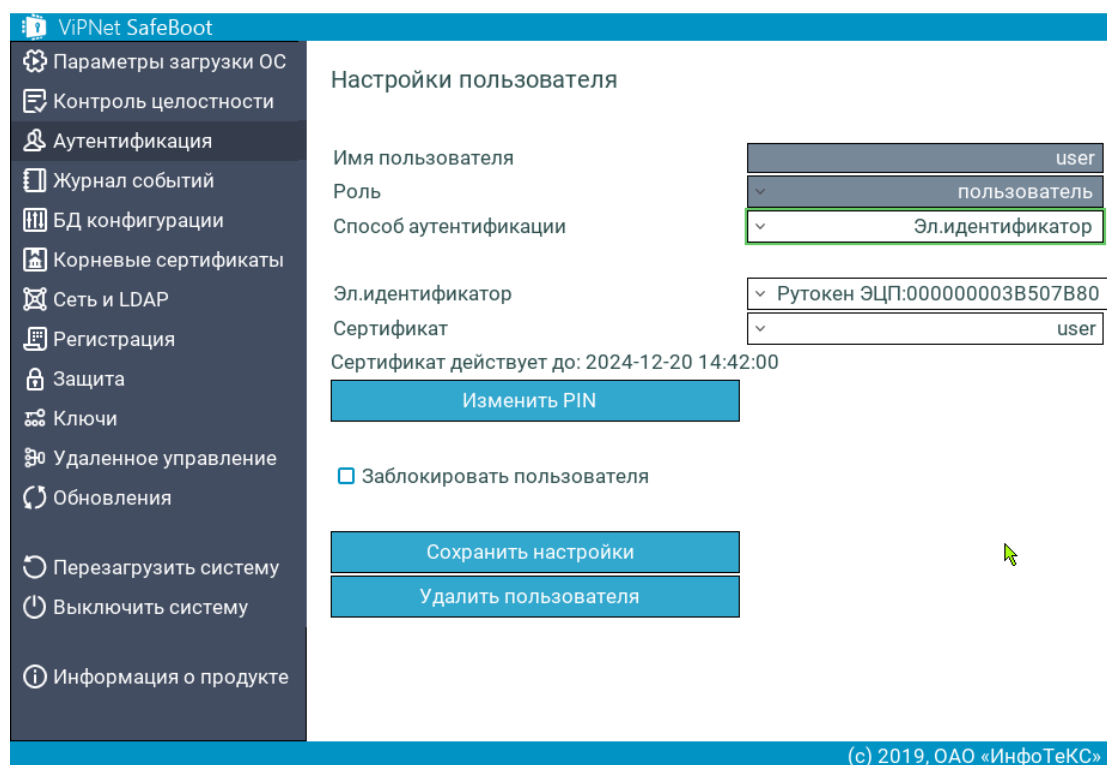 ViPNet SafeBoot
Параметры загрузки ОС
Контроль целостности
Аутентификация
Журнал событий
БД конфигурации
Корневые сертификаты
Сеть и LDAP
Регистрация
Защита
Ключи
Удаленное управление
Обновления
Перезагрузить систему
Выключить систему
Информация о продукте
Настройки пользователя
Имя пользователя user
Роль пользователь
Способ аутентификации Эл.идентификатор
Эл.идентификатор Рутокен ЭЦП:000000003B507B80
Сертификат user
Сертификат действует до: 2024-12-20 14:42:00
Изменить PIN
Заблокировать пользователя
Сохранить настройки
Удалить пользователя
(c) 2019, ОАО «ИнфоТеКС»